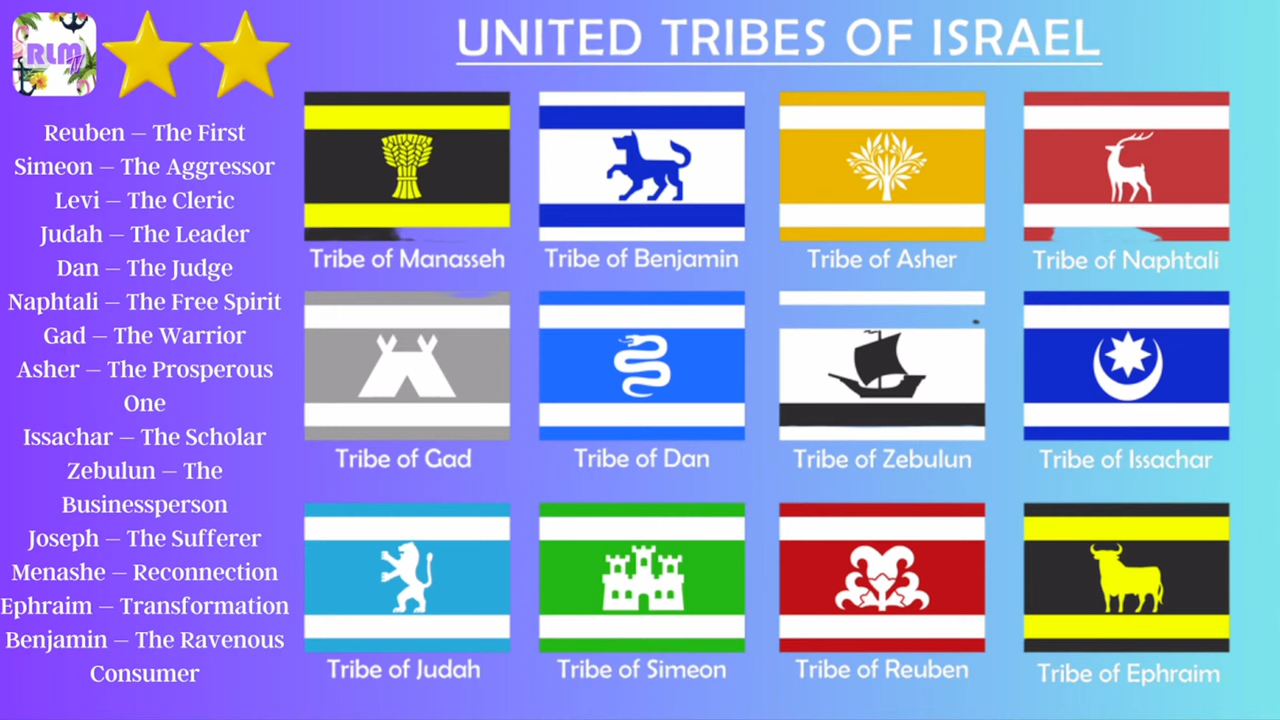 RLM
UNITED TRIBES OF ISRAEL
Reuben – The First
Simeon – The Aggressor
Levi – The Cleric
Judah – The Leader
Dan – The Judge
Naphtali – The Free Spirit
Gad – The Warrior
Asher – The Prosperous
One
Issachar – The Scholar
Zebulun – The
Businessperson
Joseph – The Sufferer
Menashe – Reconnection
Ephraim – Transformation
Benjamin – The Ravenous
Consumer
Tribe of Manasseh
Tribe of Benjamin
Tribe of Asher
Tribe of Naphtali
Tribe of Gad
Tribe of Dan
Tribe of Zebulun
Tribe of Issachar
Tribe of Judah
Tribe of Simeon
Tribe of Reuben
Tribe of Ephraim